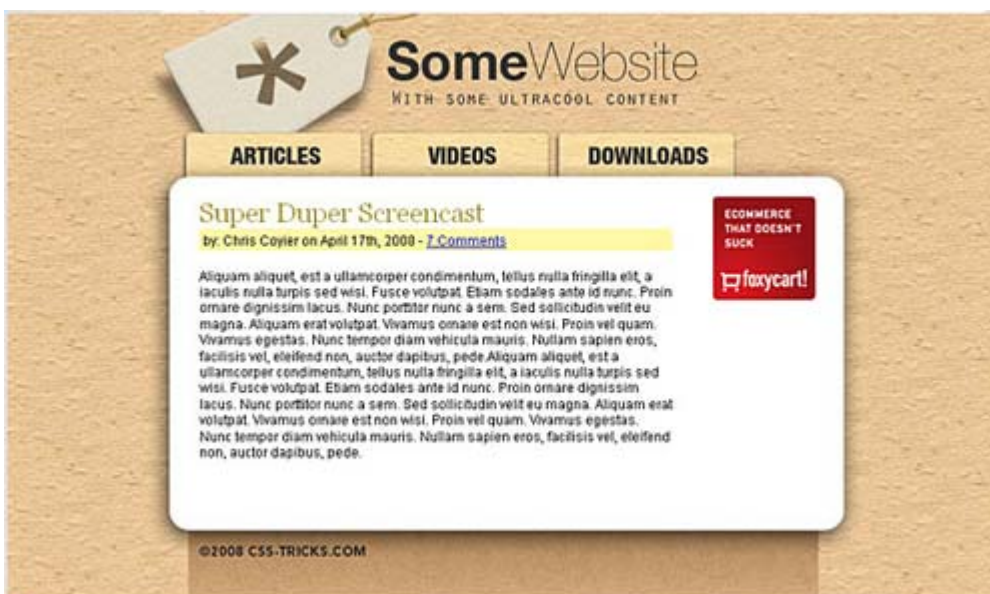 SomeWebsite
WITH SOME ULTRACOOL CONTENT
ARTICLES
VIDEOS
DOWNLOADS
Super Duper Screencast
by: Chris Coyier on April 17th, 2008 - 7 Comments
Aliquam aliquet, est a ullamcorper condimentum, tellus nulla fringilla elit, a
iaculis nulla turpis sed wisi. Fusce volutpat. Etiam sodales ante id nunc. Proin
ornare dignissim lacus. Nunc porttitor nunc a sem. Sed sollicitudin velit eu
magna. Aliquam erat volutpat. Vivamus ornare est non wisi. Proin vel quam.
Vivamus egestas. Nunc tempor diam vehicula mauris. Nullam sapien eros,
facilisis vel, eleifend non, auctor dapibus, pede.Aliquam aliquet, est a
ullamcorper condimentum, tellus nulla fringilla elit, a iaculis nulla turpis sed
wisi. Fusce volutpat. Etiam sodales ante id nunc. Proin ornare dignissim
lacus. Nunc porttitor nunc a sem. Sed sollicitudin velit eu magna. Aliquam erat
volutpat. Vivamus ornare est non wisi. Proin vel quam. Vivamus egestas.
Nunc tempor diam vehicula mauris. Nullam sapien eros, facilisis vel, eleifend
non, auctor dapibus, pede.
ECOMMERCE
THAT DOESN'T
SUCK
foxycart!
©2008 CSS-TRICKS.COM